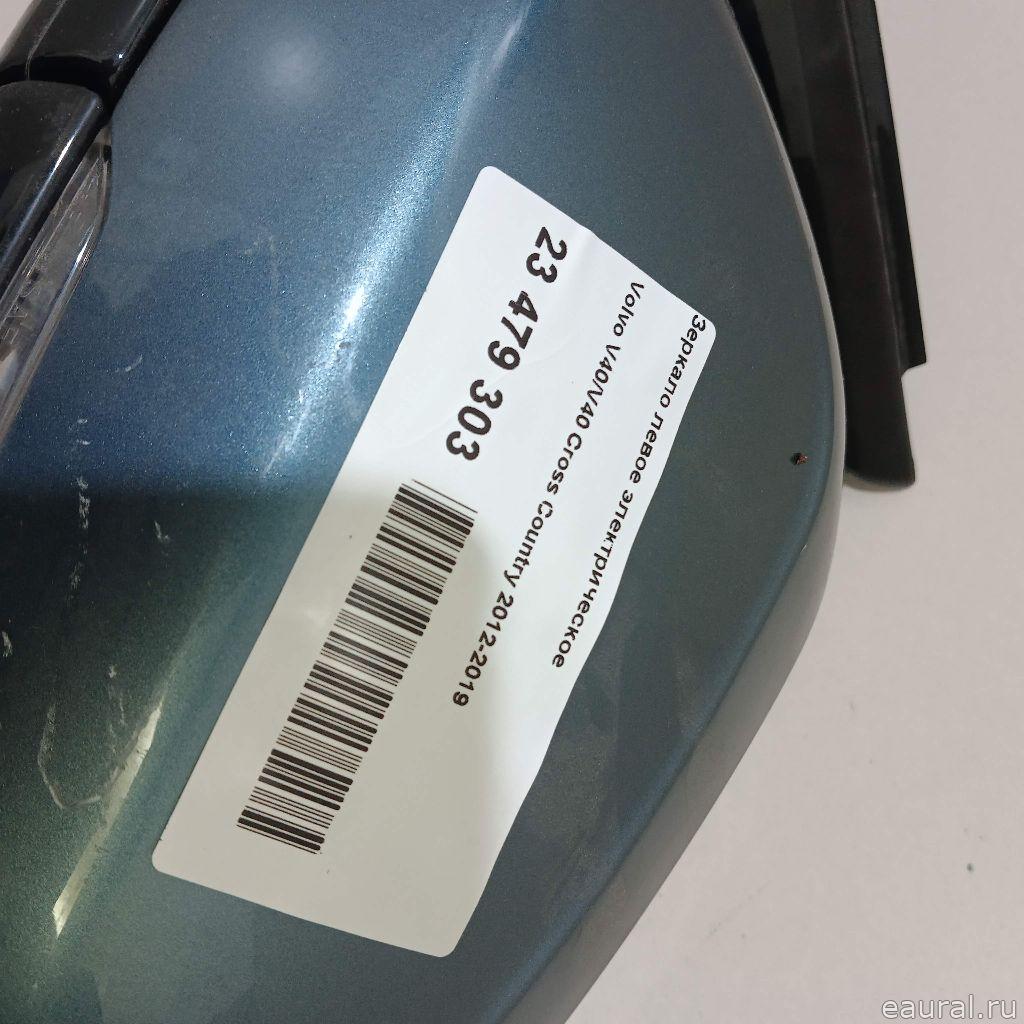 Зеркало левое электрическое
Volvo V40/V40 Cross Country 2012-2019
23 479 303
eaural.ru